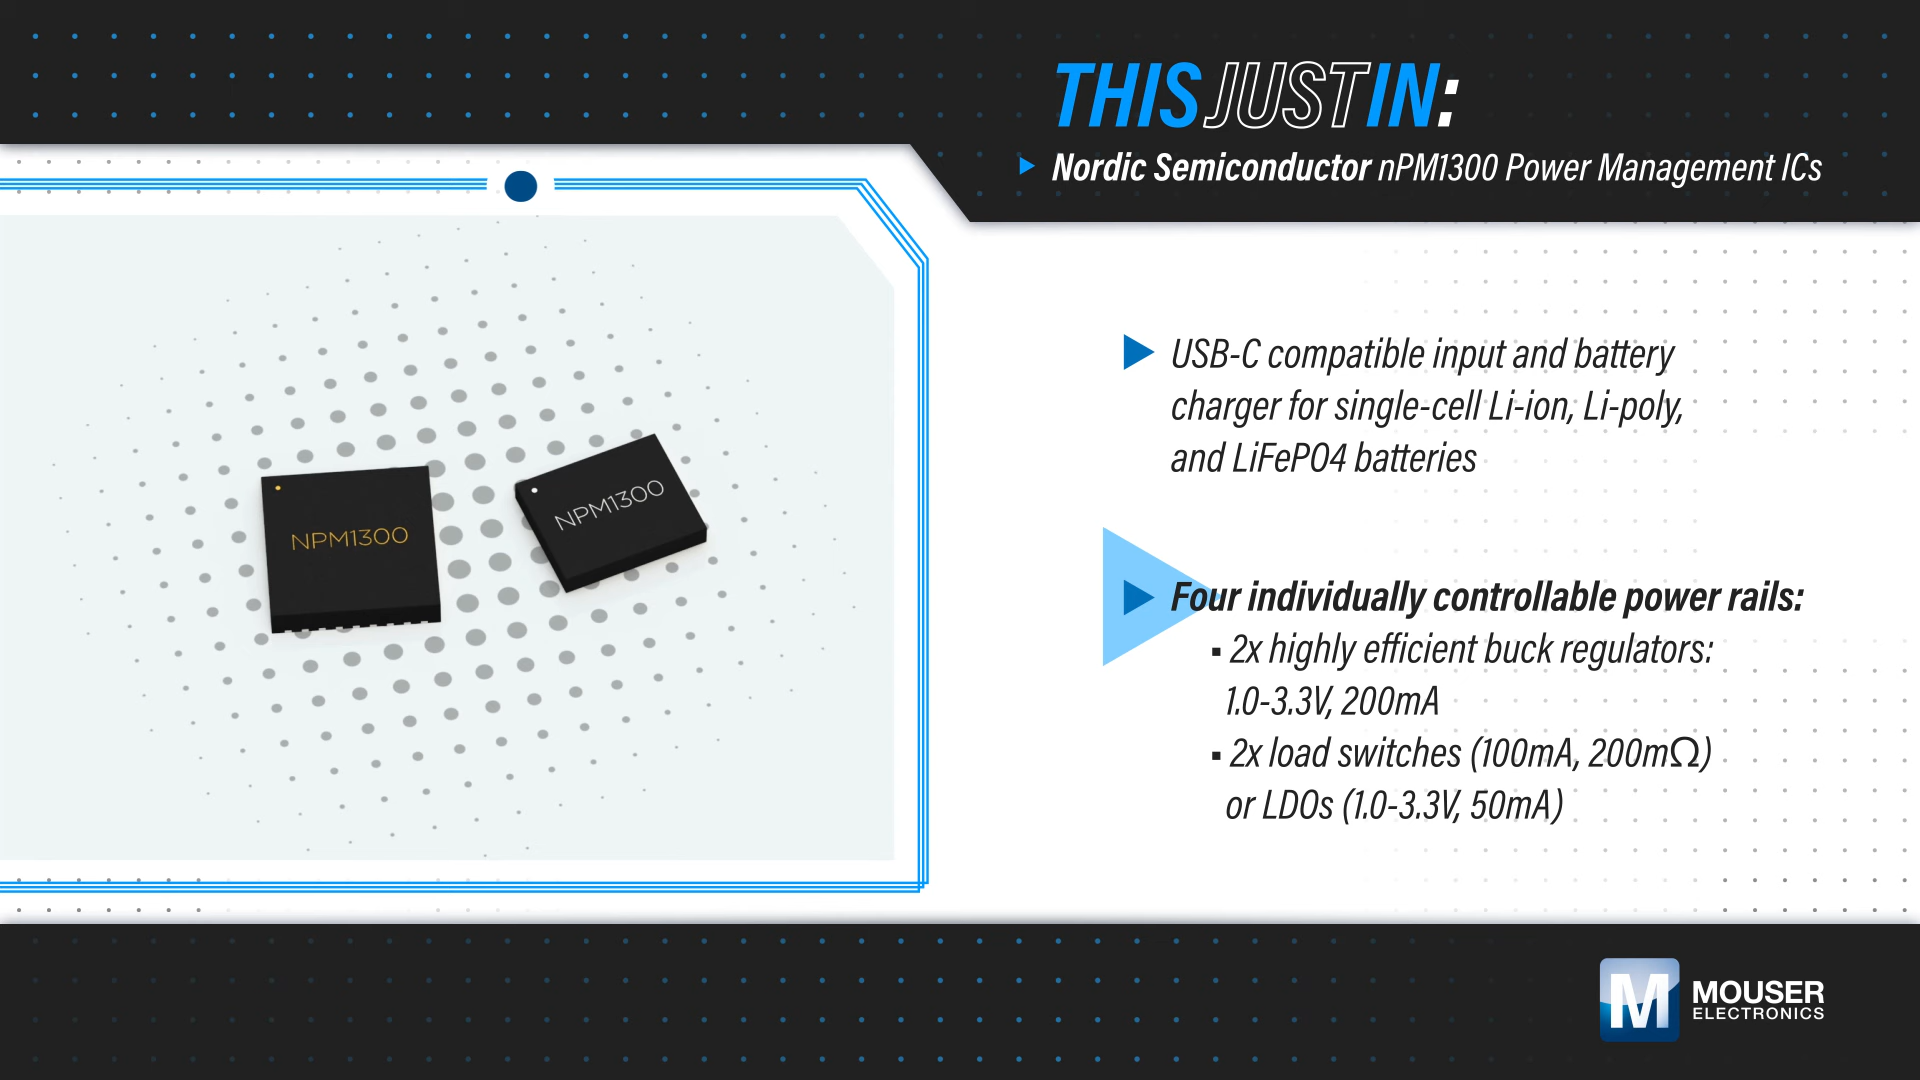 THIS JUST IN:
Nordic Semiconductor nPM1300 Power Management ICs
USB-C compatible input and battery
charger for single-cell Li-ion, Li-poly,
and LiFePO4 batteries
NPM1300
NPM1300
Four individually controllable power rails:
▪ 2x highly efficient buck regulators:
1.0-3.3V, 200mA
▪ 2x load switches (100mA, 200mΩ)
or LDOs (1.0-3.3V, 50mA)
M MOUSER
ELECTRONICS